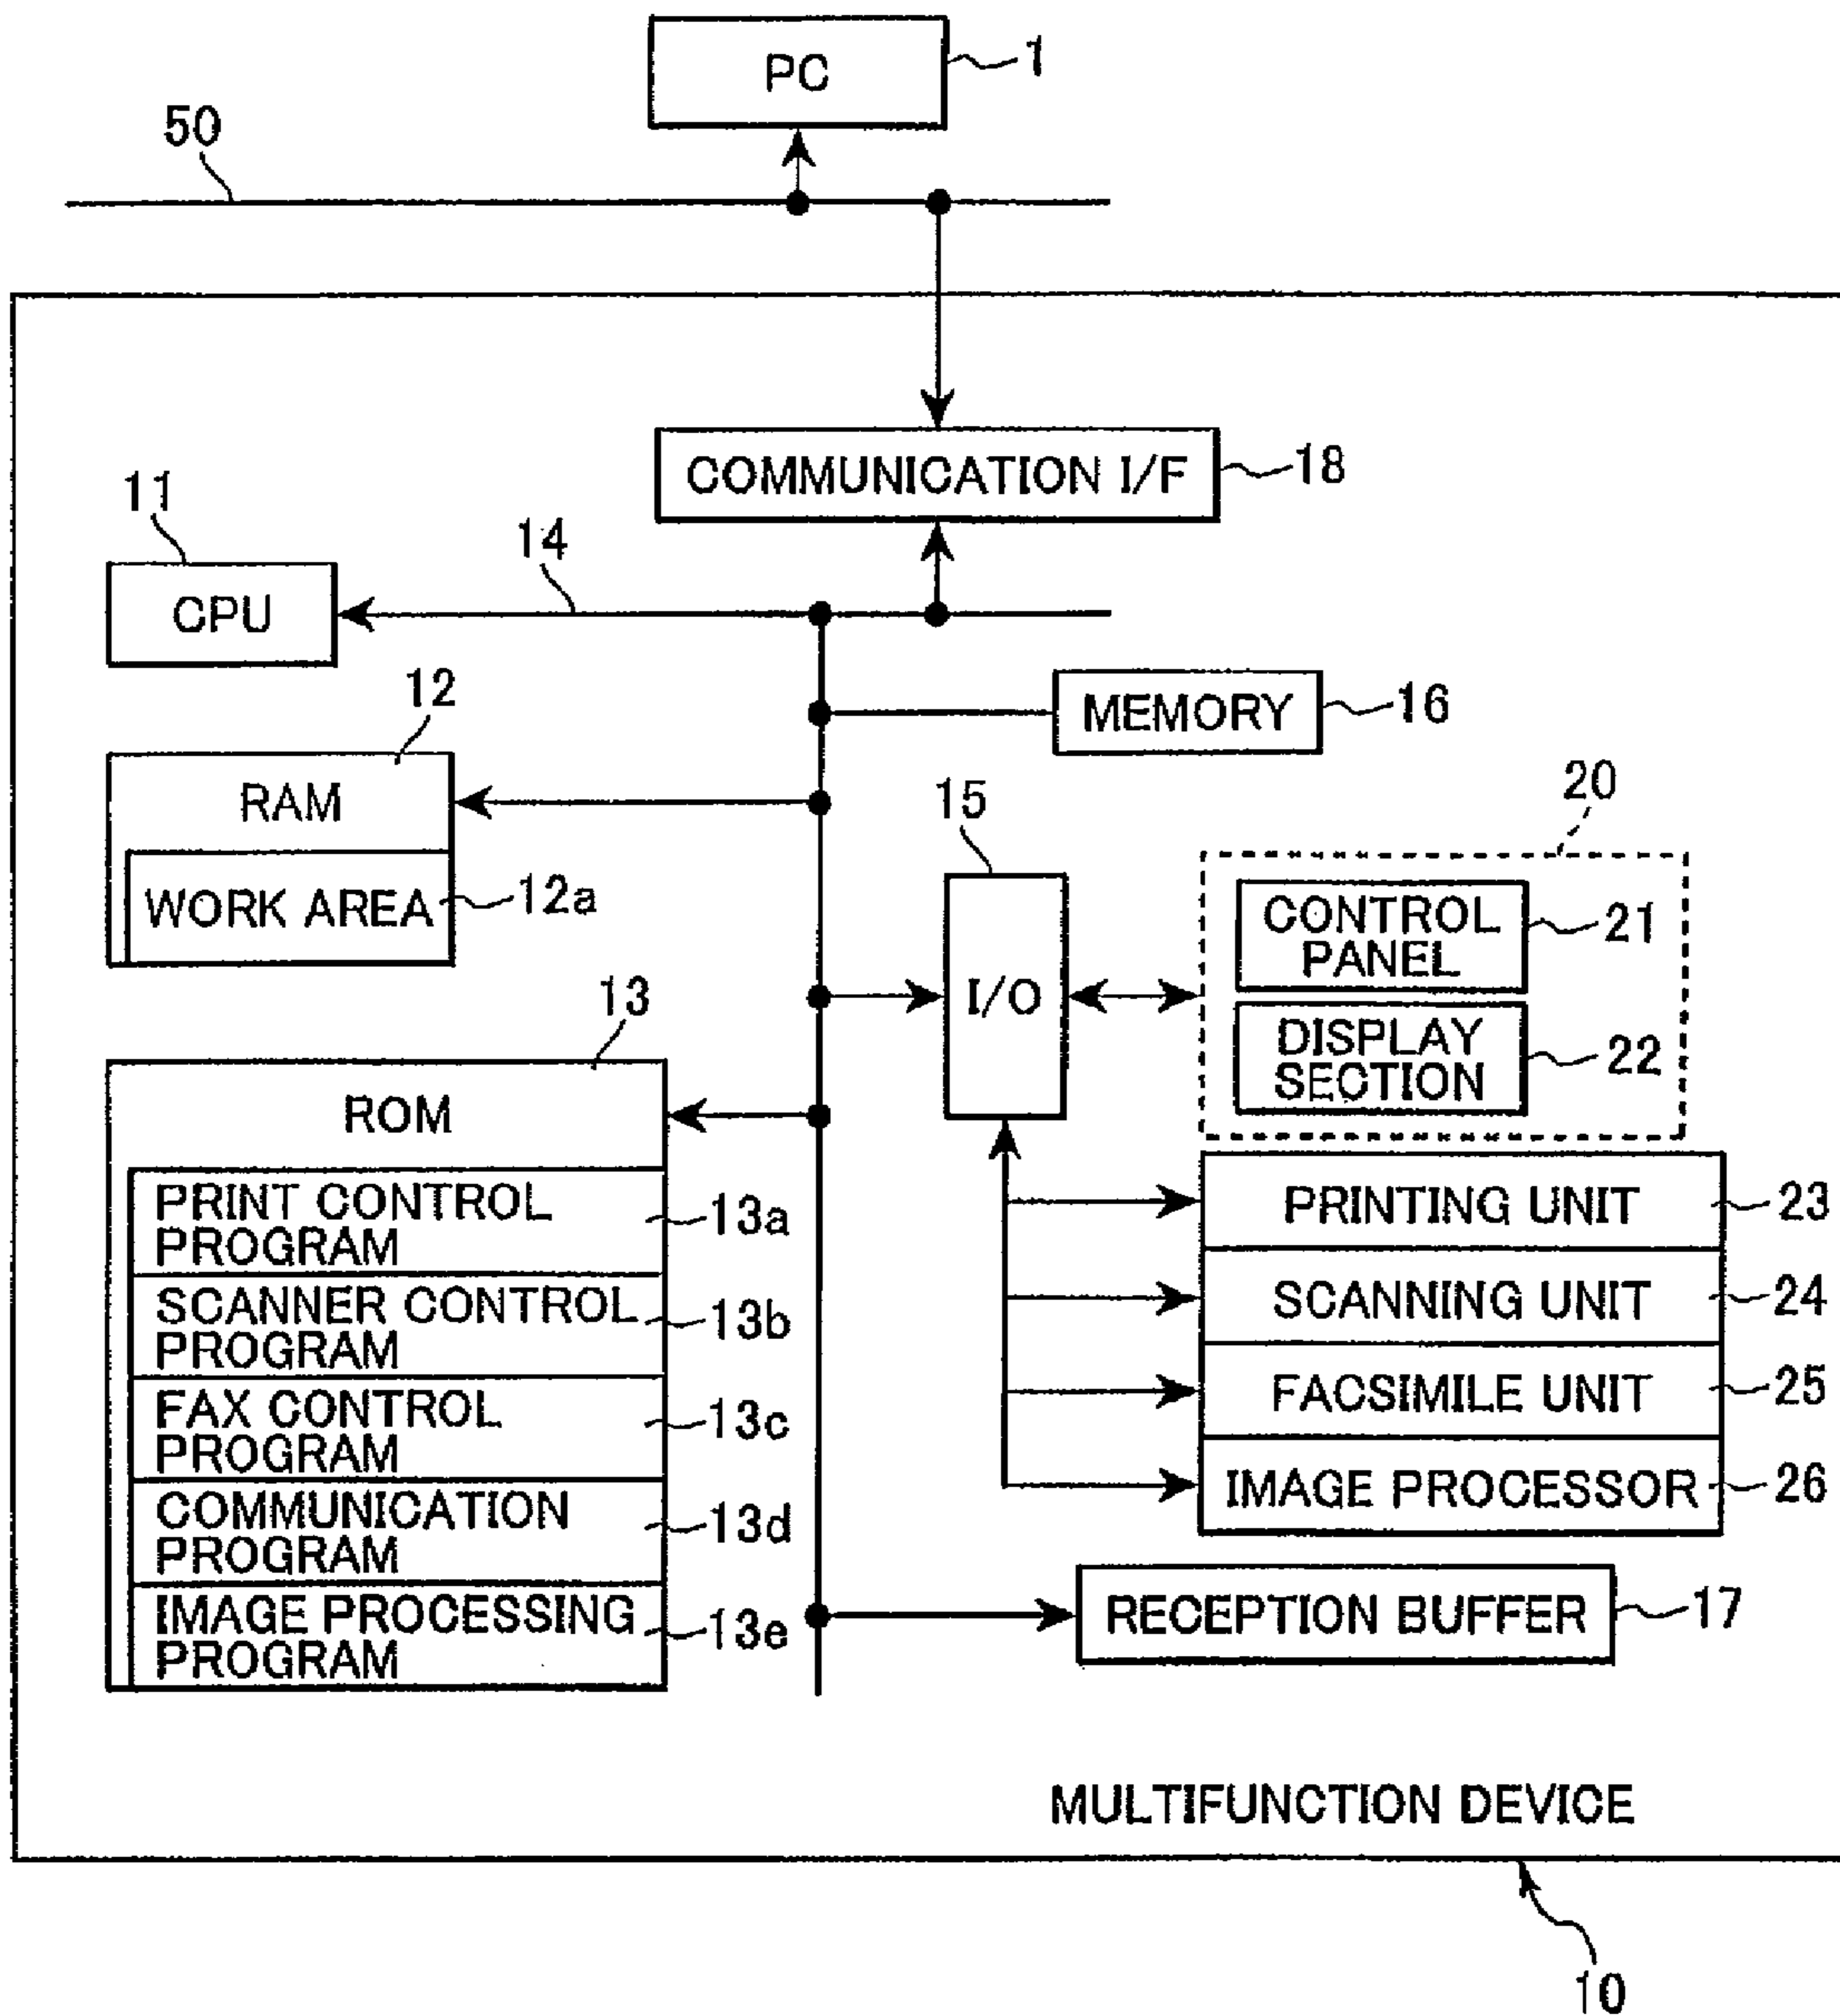 PC
1
50
COMMUNICATION I/F
18
11
CPU
14
MEMORY
16
12
RAM
WORK AREA
12a
15
I/O
20
CONTROL
PANEL
21
DISPLAY
SECTION
22
13
ROM
PRINT CONTROL
PROGRAM
13a
SCANNER CONTROL
PROGRAM
13b
FAX CONTROL
PROGRAM
13c
COMMUNICATION
PROGRAM
13d
IMAGE PROCESSING
PROGRAM
13e
PRINTING UNIT
23
SCANNING UNIT
24
FACSIMILE UNIT
25
IMAGE PROCESSOR
26
RECEPTION BUFFER
17
MULTIFUNCTION DEVICE
10